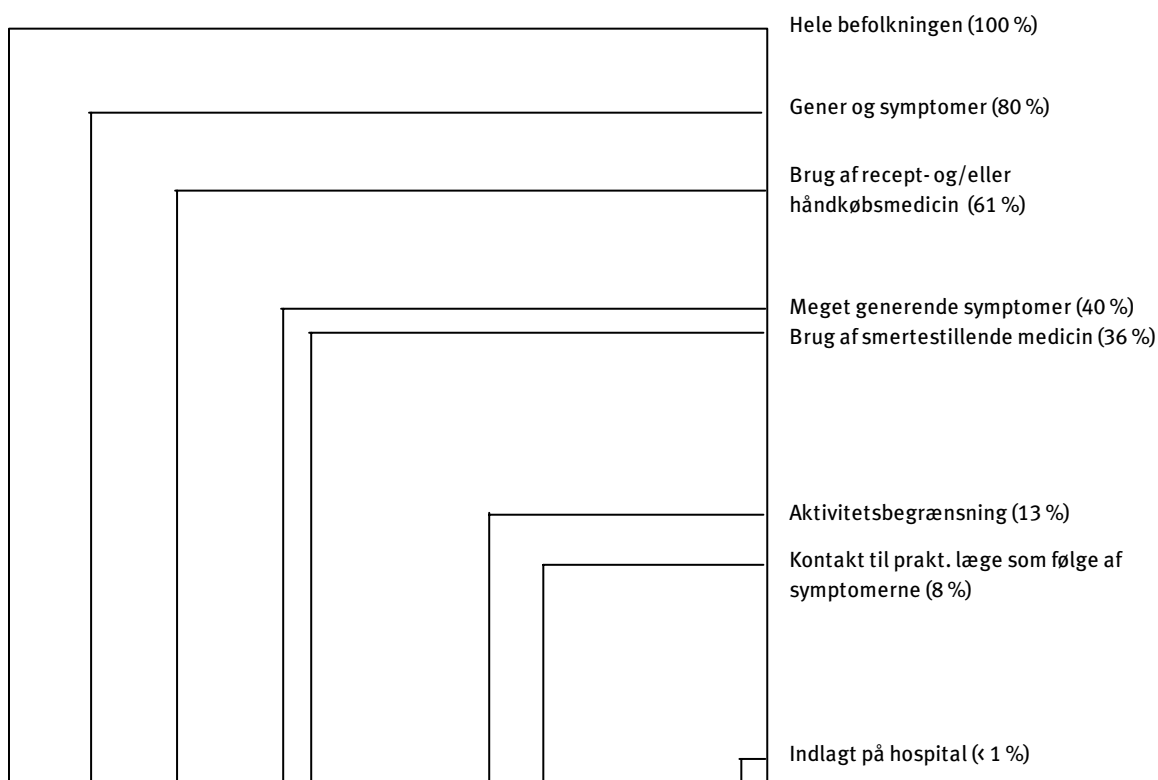 Hele befolkningen (100 %)
Gener og symptomer (80 %)
Brug af recept- og/eller
håndkøbsmedicin (61 %)
Meget generende symptomer (40 %)
Brug af smertestillende medicin (36 %)
Aktivitetsbegrænsning (13 %)
Kontakt til prakt. læge som følge af
symptomerne (8 %)
Indlagt på hospital (< 1 %)